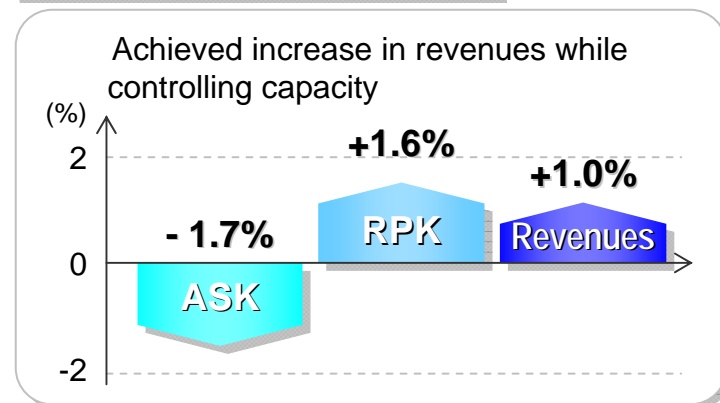 Achieved increase in revenues while
controlling capacity
(%)
2
+1.6%
+1.0%
- 1.7%
RPK
Revenues
0
ASK
-2